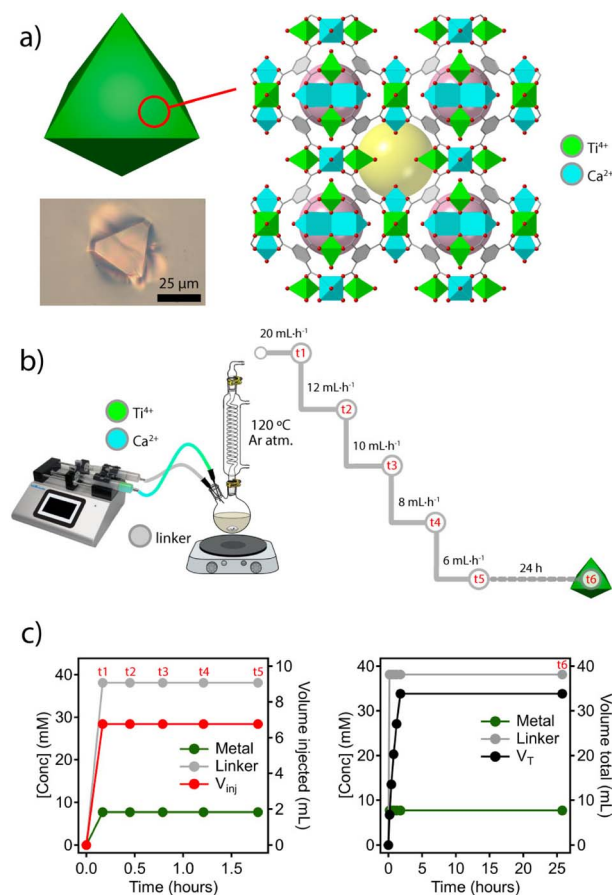 a)
Ti⁴⁺
Ca²⁺
25 µm
b)
20 mL·h⁻¹
t1
12 mL·h⁻¹
t2
10 mL·h⁻¹
t3
8 mL·h⁻¹
t4
6 mL·h⁻¹
t5
24 h
t6
Ti⁴⁺
Ca²⁺
120 ºC
Ar atm.
linker
c)
t1 t2 t3 t4 t5
40
30
20
10
0
[Conc] (mM)
10
8
6
4
2
0
Volume injected (mL)
Metal
Linker
Vinj
0.0 0.5 1.0 1.5
Time (hours)
t6
40
30
20
10
0
[Conc] (mM)
40
35
30
25
20
15
10
5
0
Volume total (mL)
Metal
Linker
VT
0 5 10 15 20 25
Time (hours)